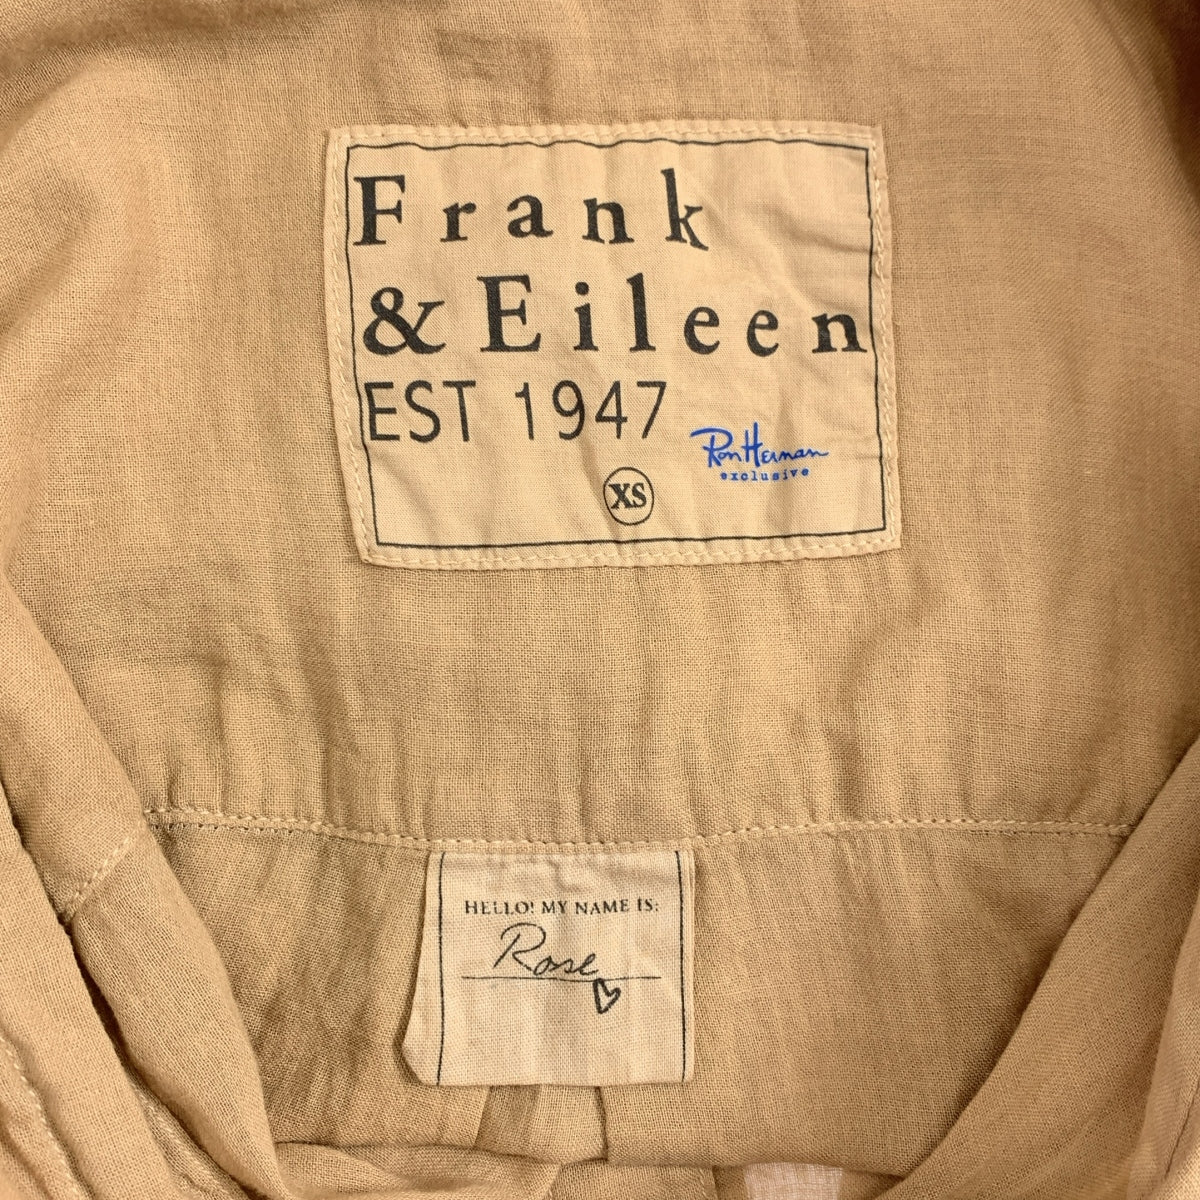 Frank
& Eileen
EST 1947
Ron Herman
exclusive
XS
HELLO! MY NAME IS:
Rose